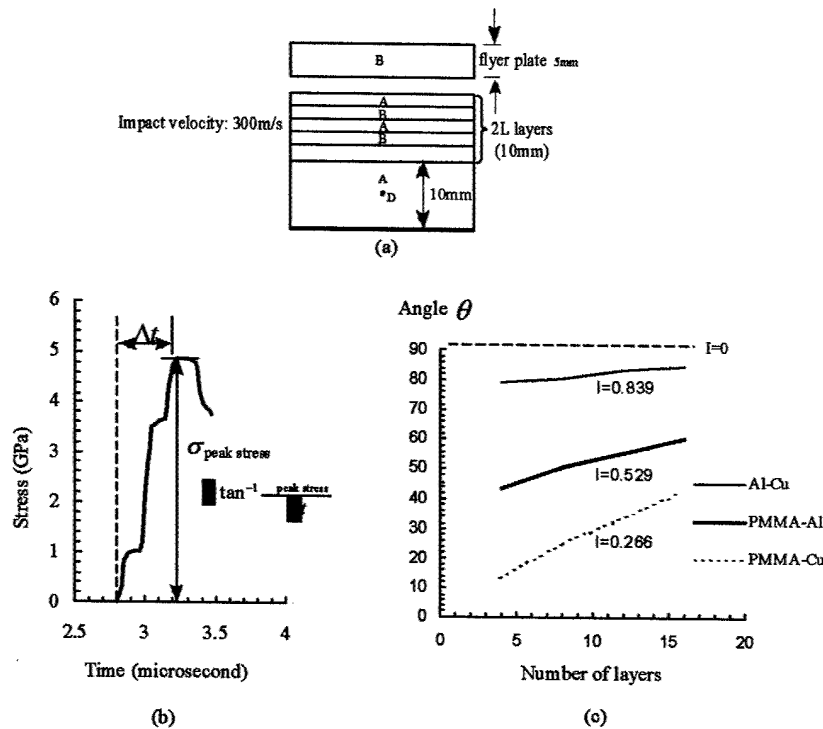 B
flyer plate 5mm
Impact velocity: 300m/s
A
B
A
B
2L layers
(10mm)
A
*D
10mm
(a)
6
5
4
3
2
1
0
Stress (GPa)
Δt
σ peak stress
tan⁻¹ peak stress
2.5 3 3.5 4
Time (microsecond)
(b)
Angle θ
90
80
70
60
50
40
30
20
10
0
I=0
I=0.839
I=0.529
I=0.266
Al-Cu
PMMA-Al
PMMA-Cu
0 5 10 15 20
Number of layers
(c)